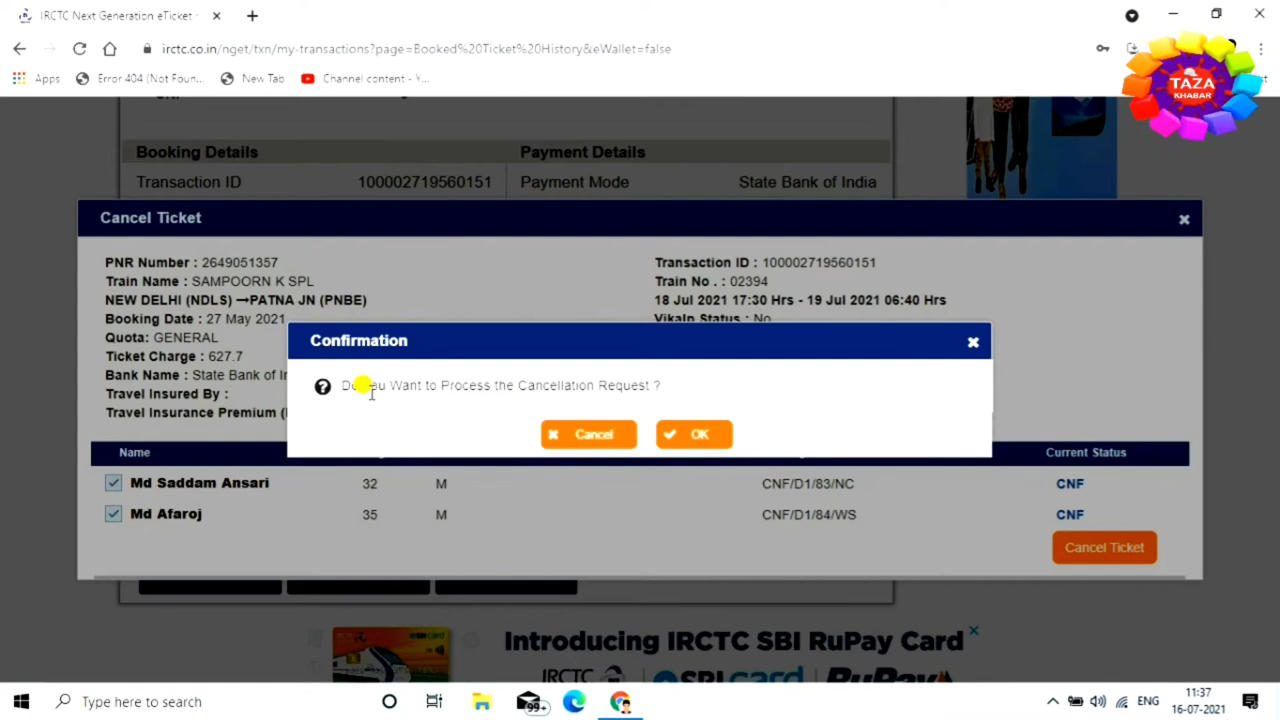 IRCTC Next Generation eTicket
irctc.co.in/nget/txn/my-transactions?page=Booked%20Ticket%20History&eWallet=false
Apps Error 404 (Not Foun... New Tab Channel content - Y...
TAZA
KHABAR
Booking Details Payment Details
Transaction ID 100002719560151 Payment Mode State Bank of India
Cancel Ticket
PNR Number : 2649051357 Transaction ID : 100002719560151
Train Name : SAMPOORN K SPL Train No . : 02394
NEW DELHI (NDLS) →PATNA JN (PNBE) 18 Jul 2021 17:30 Hrs - 19 Jul 2021 06:40 Hrs
Booking Date : 27 May 2021 Vikalp Status : No
Quota: GENERAL
Ticket Charge : 627.7
Bank Name : State Bank of I
Travel Insured By :
Travel Insurance Premium (
Confirmation
Do You Want to Process the Cancellation Request ?
Cancel OK
Name Current Status
Md Saddam Ansari 32 M CNF/D1/83/NC CNF
Md Afaroj 35 M CNF/D1/84/WS CNF
Cancel Ticket
Introducing IRCTC SBI RuPay Card
IRCTC SBI card RuPay
Type here to search 99+ ENG 11:37
16-07-2021